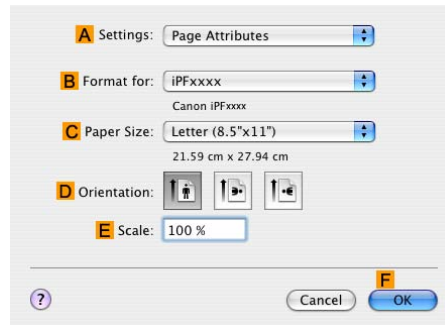 A Settings: Page Attributes
B Format for: iPFxxxx
Canon iPFxxxx
C Paper Size: Letter (8.5"x11")
21.59 cm x 27.94 cm
D Orientation:
E Scale: 100 %
F
? Cancel OK